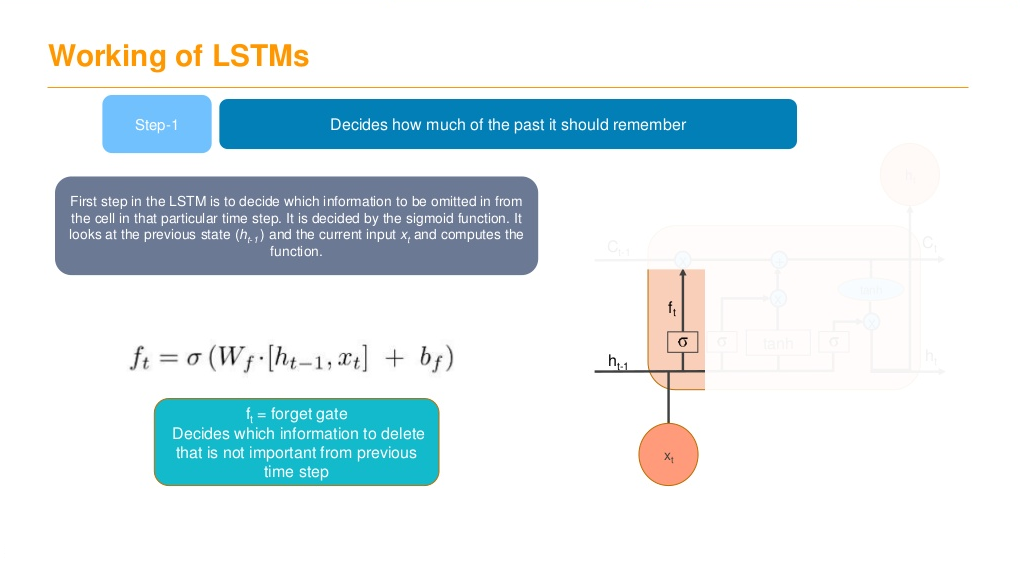 Working of LSTMs
Step-1
Decides how much of the past it should remember
First step in the LSTM is to decide which information to be omitted in from
the cell in that particular time step. It is decided by the sigmoid function. It
looks at the previous state (hₜ₋₁) and the current input xₜ and computes the
function.
fₜ = σ (W_f · [hₜ₋₁, xₜ] + b_f)
fₜ = forget gate
Decides which information to delete
that is not important from previous
time step
hₜ
Cₜ₋₁
Cₜ
fₜ
σ
σ
tanh
σ
tanh
hₜ₋₁
hₜ
xₜ